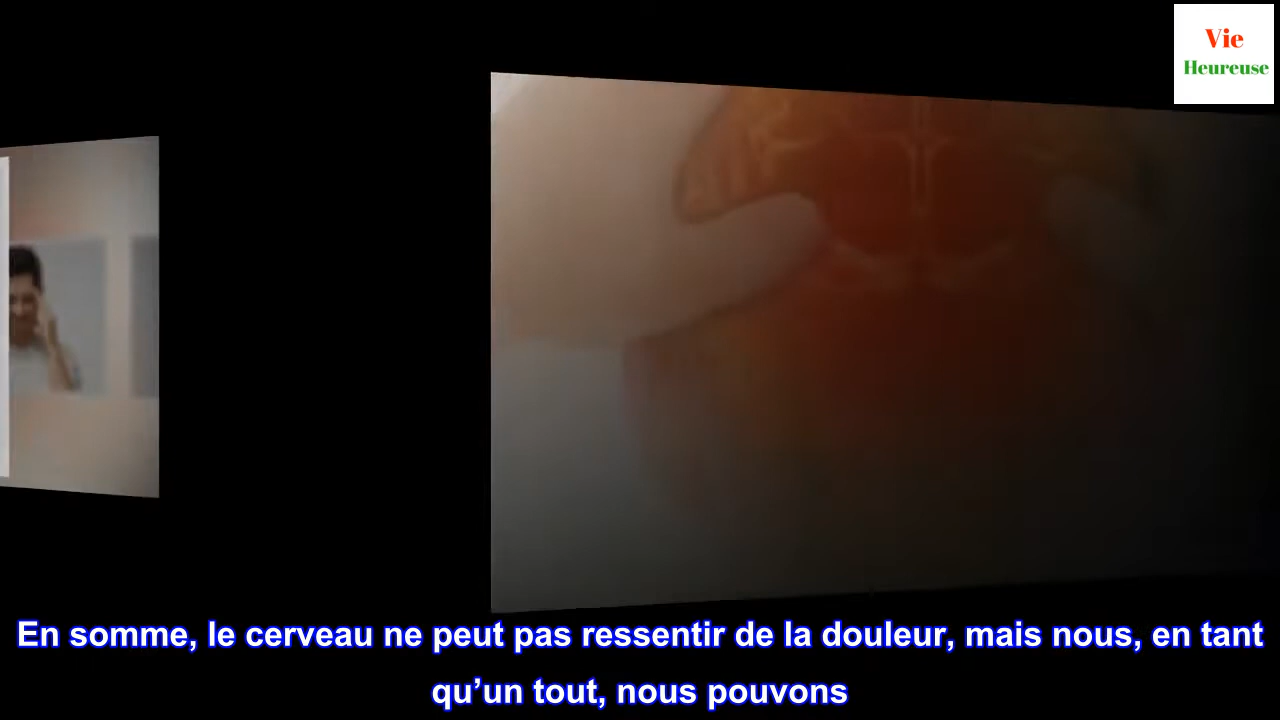 Vie
Heureuse
En somme, le cerveau ne peut pas ressentir de la douleur, mais nous, en tant
qu’un tout, nous pouvons